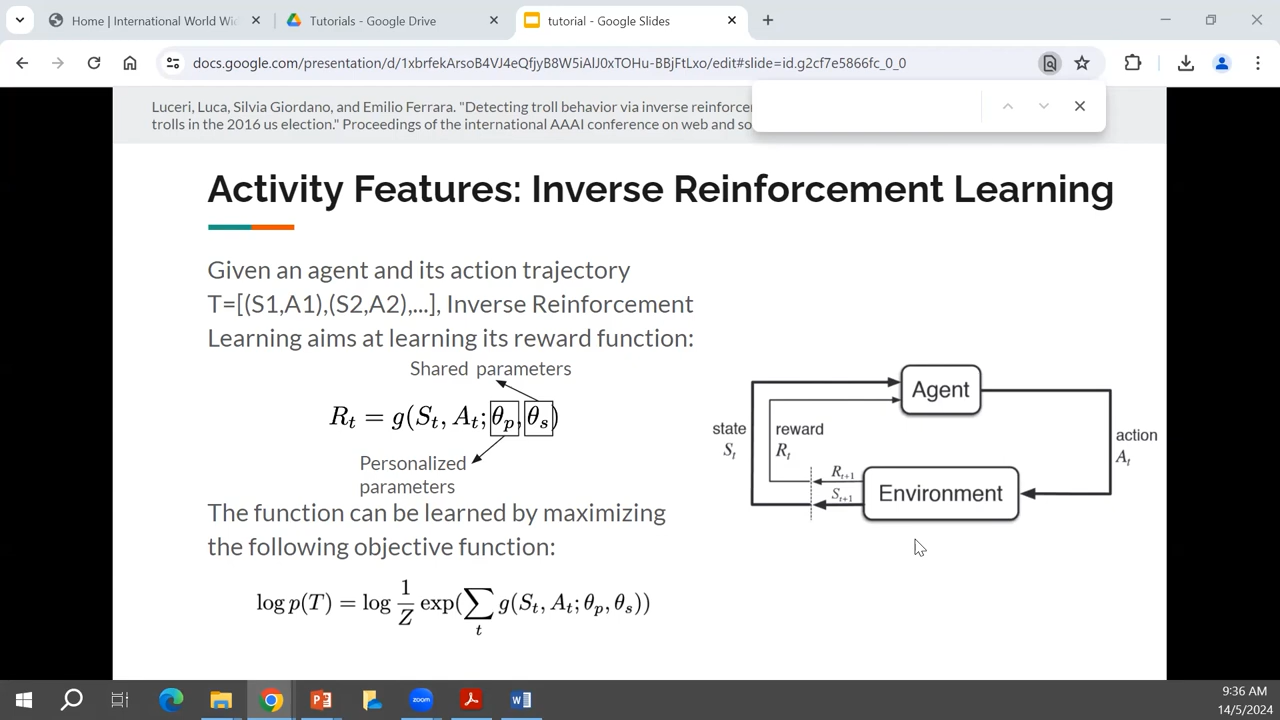 Home | International World Wi
Tutorials - Google Drive
tutorial - Google Slides
docs.google.com/presentation/d/1xbrfekArsoB4VJ4eQfjyB8W5iAlJ0xTOHu-BBjFtLxo/edit#slide=id.g2cf7e5866fc_0_0
Luceri, Luca, Silvia Giordano, and Emilio Ferrara. "Detecting troll behavior via inverse reinforce
trolls in the 2016 us election." Proceedings of the international AAAI conference on web and so
Activity Features: Inverse Reinforcement Learning
Given an agent and its action trajectory
T=[(S1,A1),(S2,A2),...], Inverse Reinforcement
Learning aims at learning its reward function:
Shared parameters
R_t = g(S_t, A_t; θ_p, θ_s)
Personalized
parameters
The function can be learned by maximizing
the following objective function:
log p(T) = log 1/Z exp(∑_t g(S_t, A_t; θ_p, θ_s))
Agent
state
S_t
reward
R_t
action
A_t
R_{t+1}
S_{t+1}
Environment
zoom
9:36 AM
14/5/2024